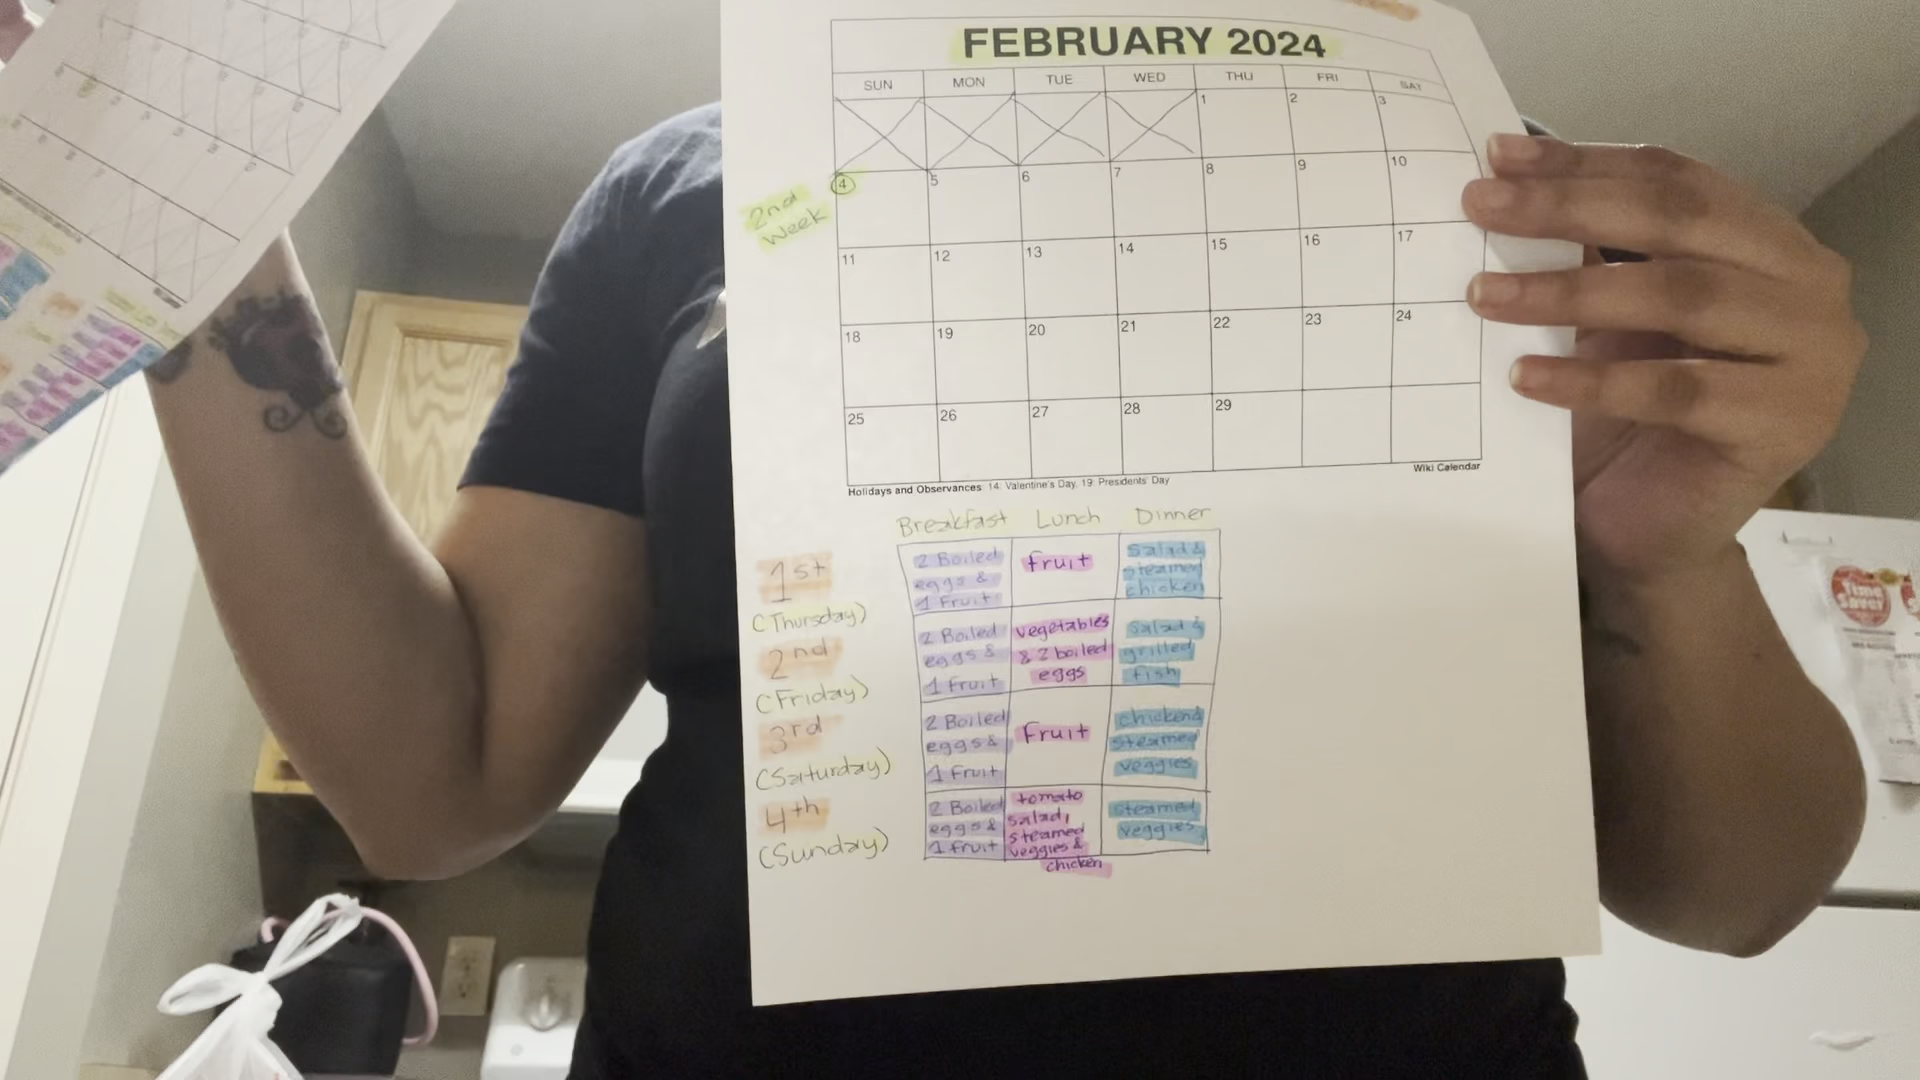 FEBRUARY 2024
SUN MON TUE WED THU FRI SAT
1 2 3
4 5 6 7 8 9 10
2nd
Week
11 12 13 14 15 16 17
18 19 20 21 22 23 24
25 26 27 28 29
Wiki Calendar
Holidays and Observances: 14: Valentine's Day, 19: Presidents' Day
Breakfast Lunch Dinner
1st
(Thursday)
2 Boiled
eggs &
1 Fruit
fruit
salad &
steamed
chicken
2nd
(Friday)
2 Boiled
eggs &
1 fruit
vegetables
& 2 boiled
eggs
salad &
grilled
fish
3rd
(Saturday)
2 Boiled
eggs &
1 Fruit
Fruit
chicken &
steamed
veggies
4th
(Sunday)
2 Boiled
eggs &
1 fruit
tomato
salad,
steamed
veggies &
chicken
steamed
veggies
Time
Saver